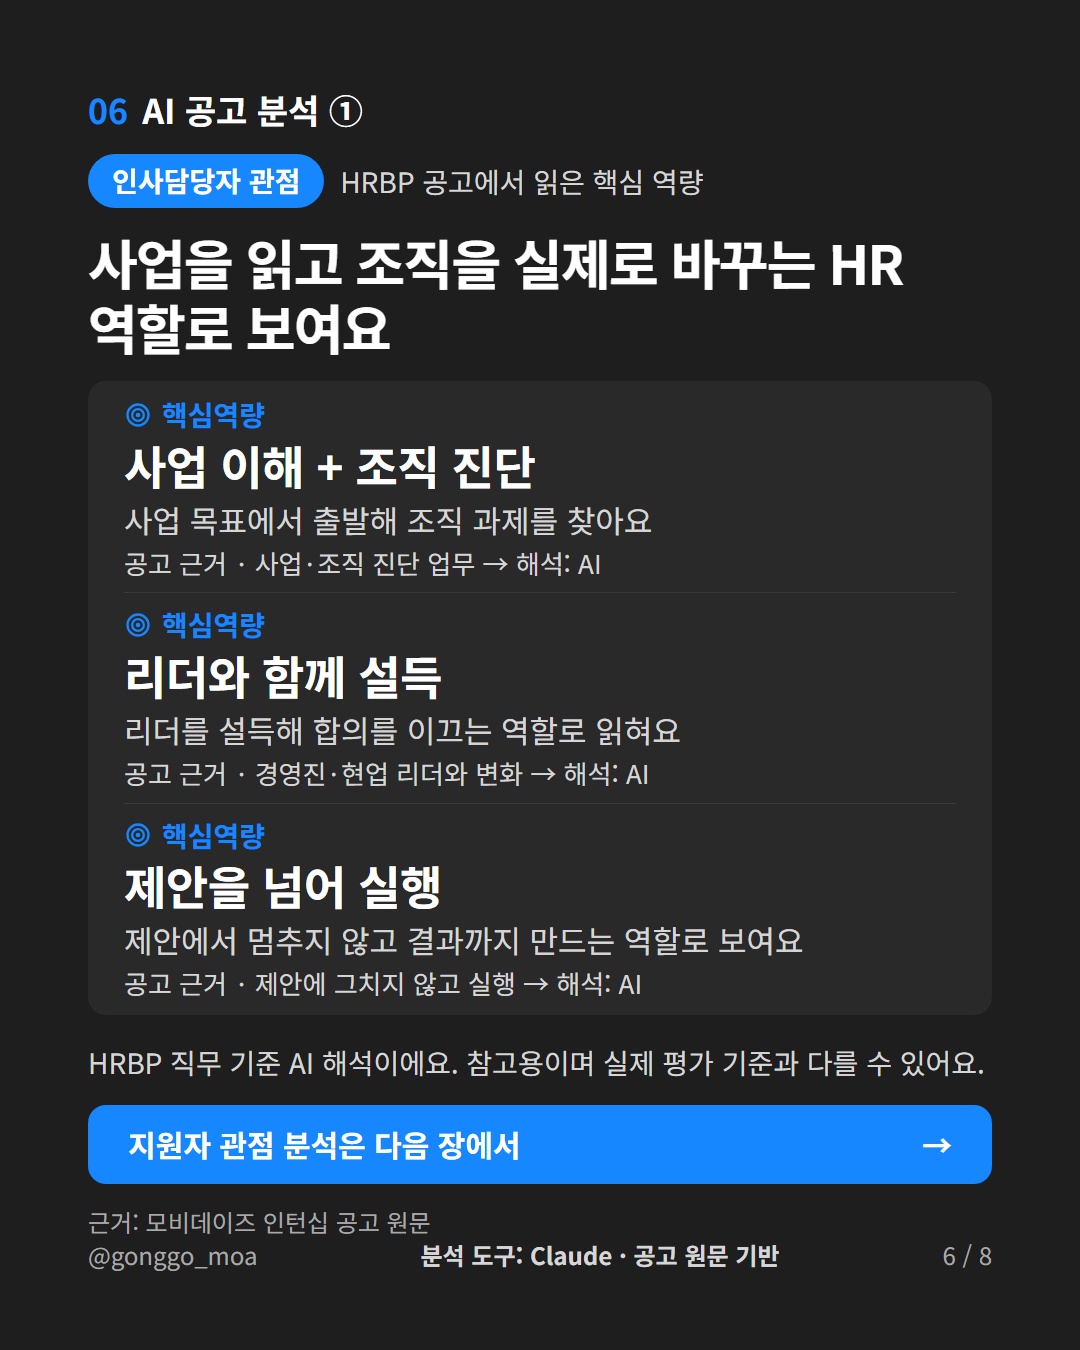 06 AI 공고 분석 ①
인사담당자 관점 HRBP 공고에서 읽은 핵심 역량
사업을 읽고 조직을 실제로 바꾸는 HR
역할로 보여요
핵심역량
사업 이해 + 조직 진단
사업 목표에서 출발해 조직 과제를 찾아요
공고 근거 · 사업·조직 진단 업무 → 해석: AI
핵심역량
리더와 함께 설득
리더를 설득해 합의를 이끄는 역할로 읽혀요
공고 근거 · 경영진·현업 리더와 변화 → 해석: AI
핵심역량
제안을 넘어 실행
제안에서 멈추지 않고 결과까지 만드는 역할로 보여요
공고 근거 · 제안에 그치지 않고 실행 → 해석: AI
HRBP 직무 기준 AI 해석이에요. 참고용이며 실제 평가 기준과 다를 수 있어요.
지원자 관점 분석은 다음 장에서 →
근거: 모비데이즈 인턴십 공고 원문
@gonggo_moa 분석 도구: Claude · 공고 원문 기반 6 / 8